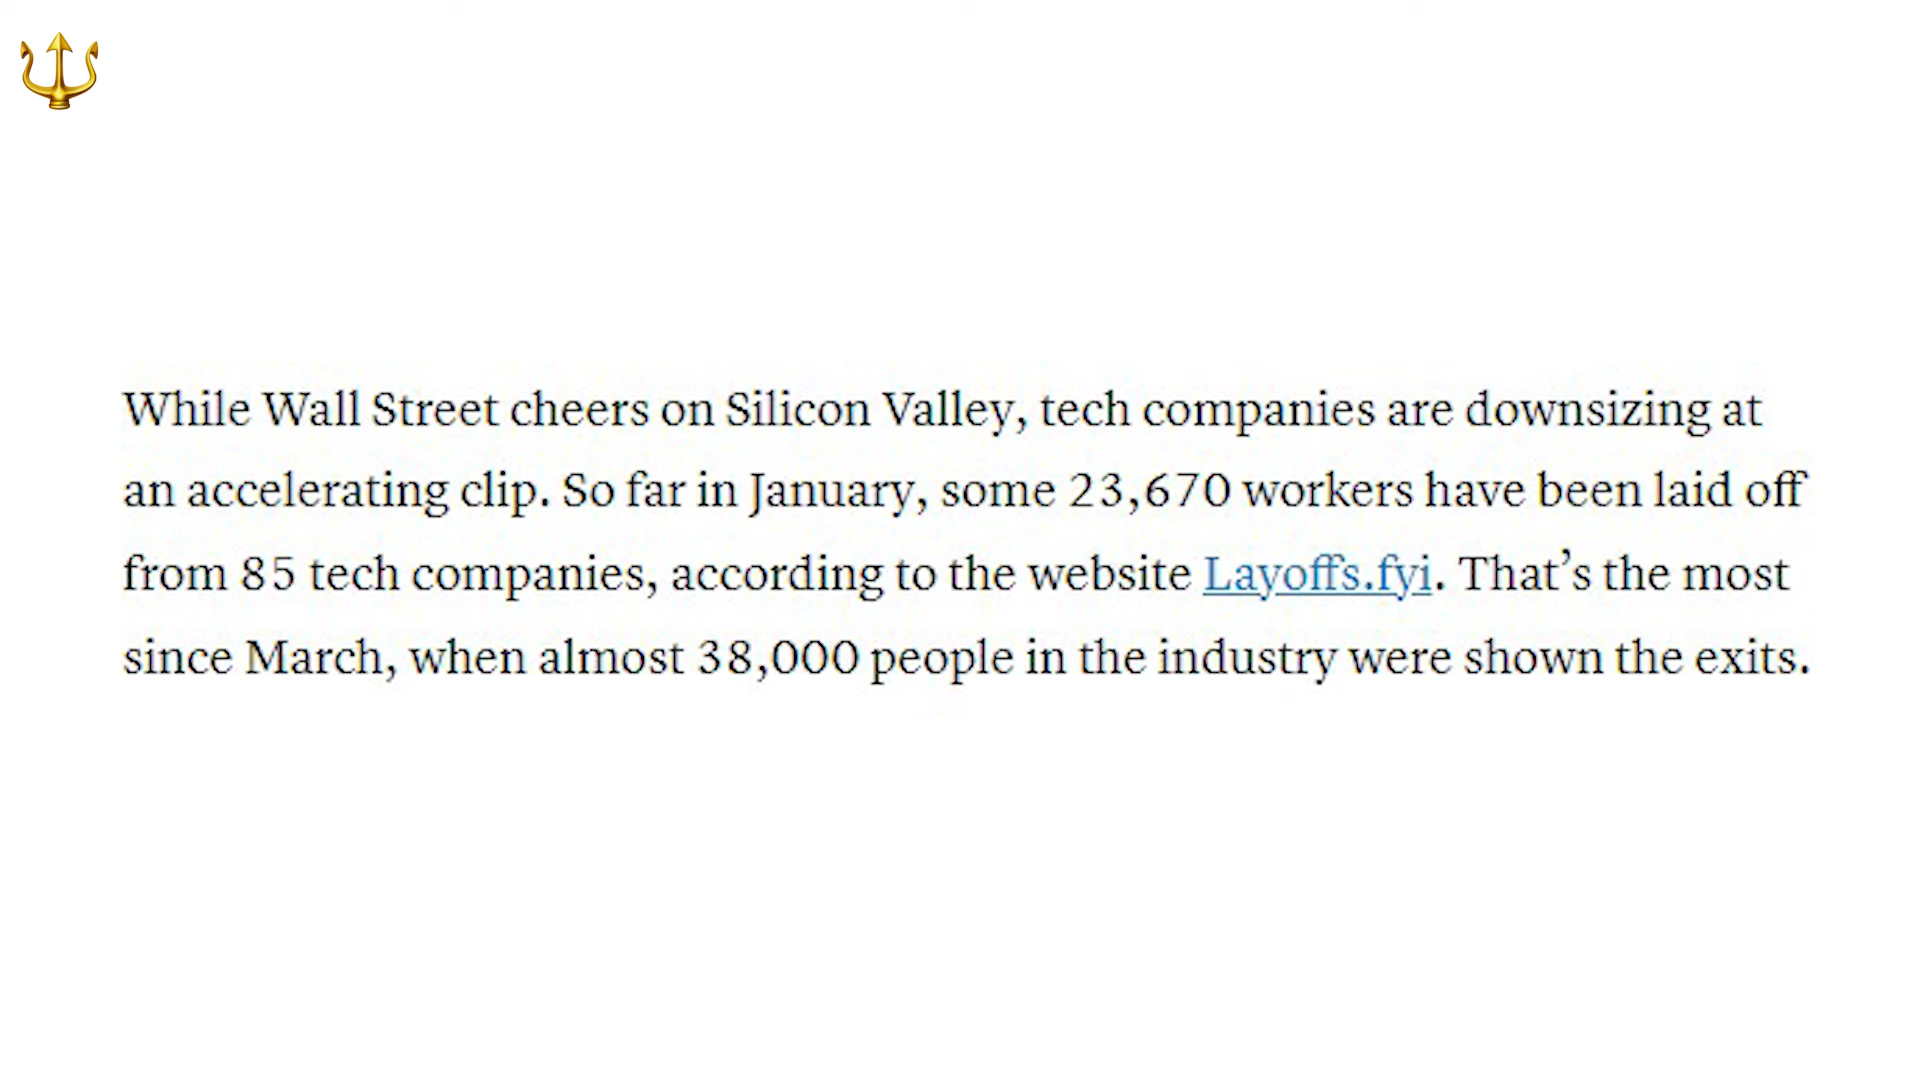 While Wall Street cheers on Silicon Valley, tech companies are downsizing at
an accelerating clip. So far in January, some 23,670 workers have been laid off
from 85 tech companies, according to the website Layoffs.fyi. That’s the most
since March, when almost 38,000 people in the industry were shown the exits.